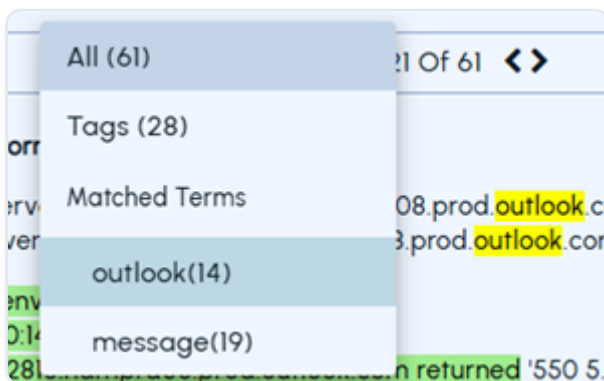 All (61)
21 Of 61
Tags (28)
Matched Terms
08.prod.outlook.c
3.prod.outlook.com
outlook(14)
message(19)
returned '550 5.